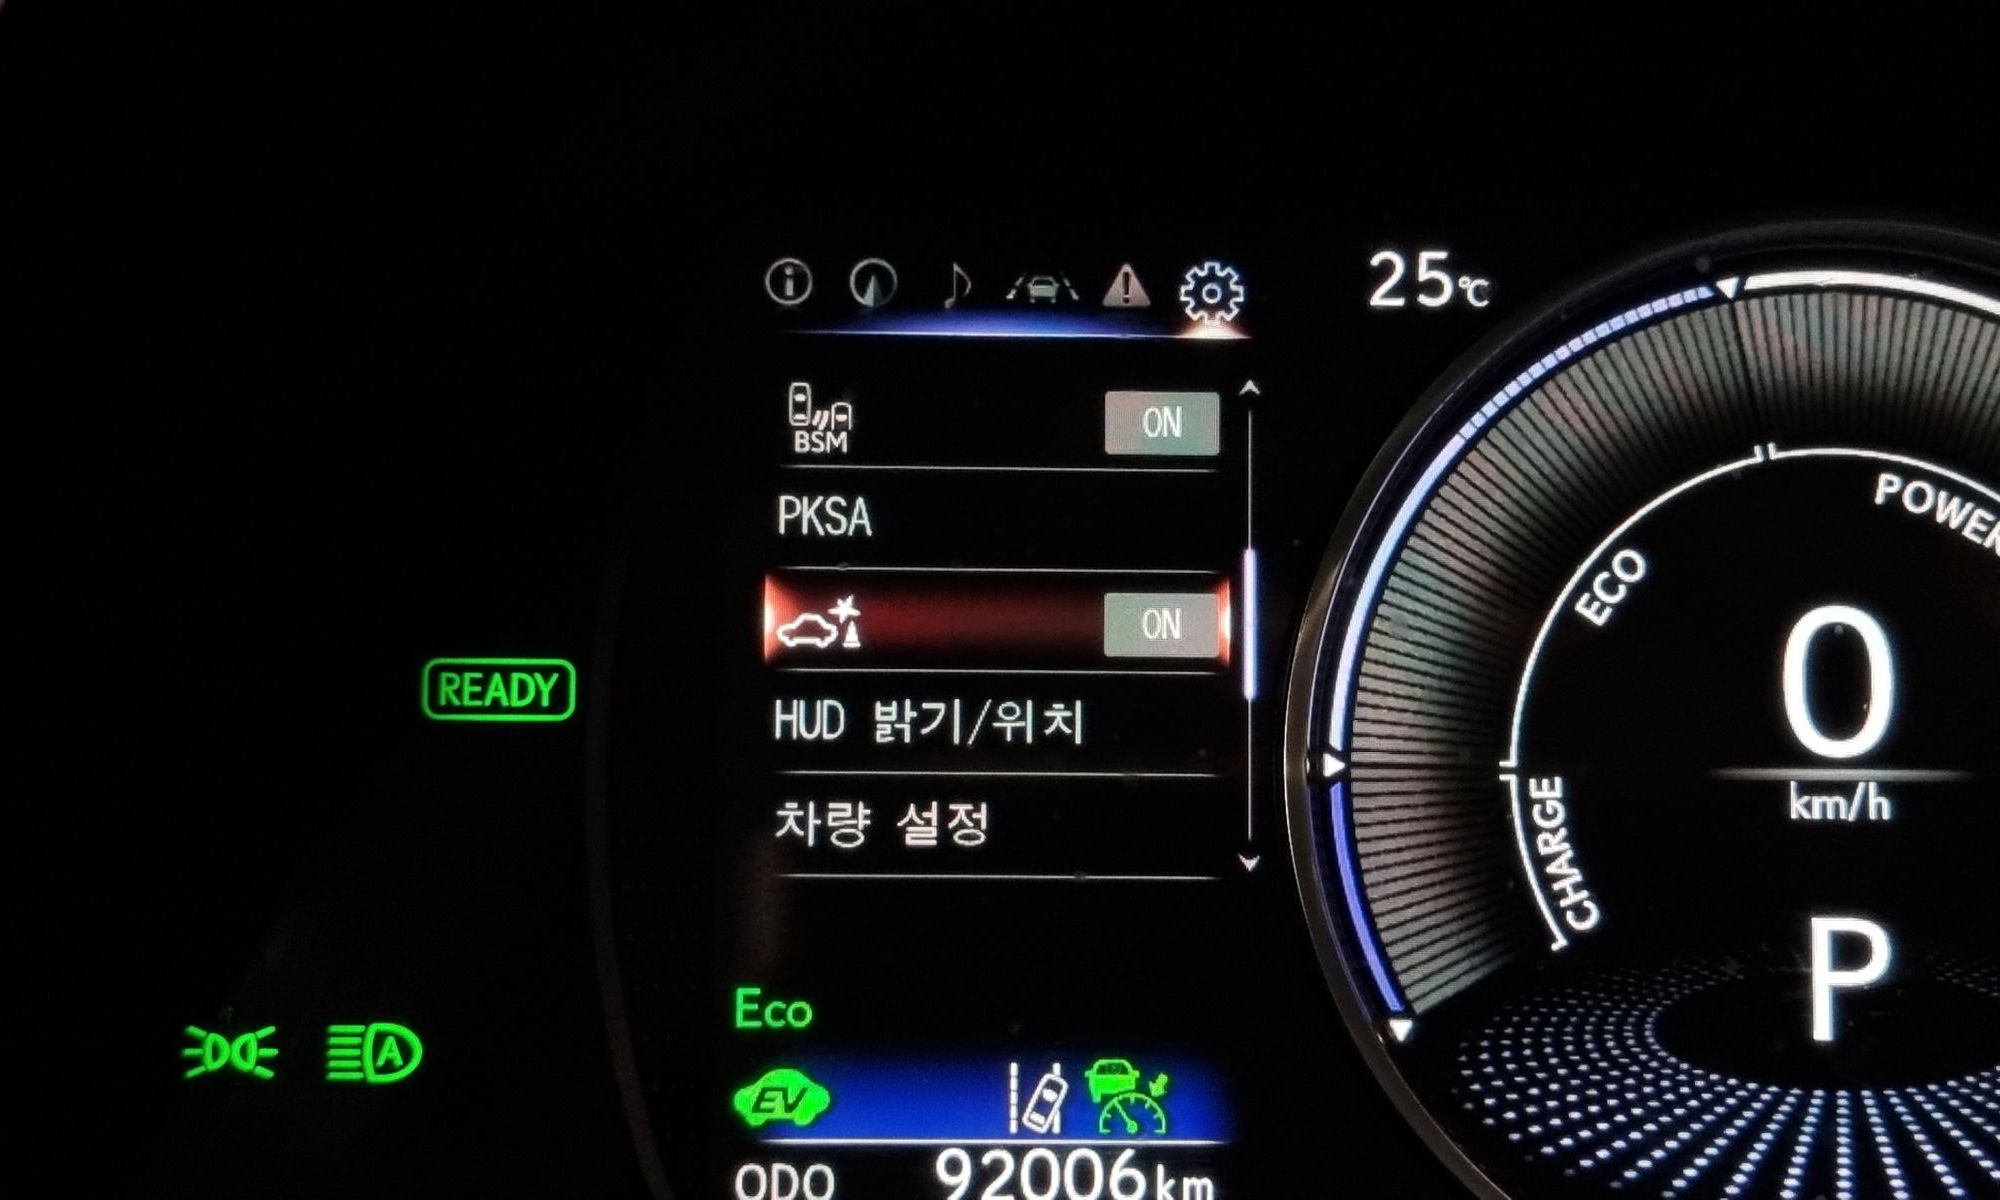 25℃
BSM ON
PKSA
ON
HUD 밝기/위치
차량 설정
READY
POWER
ECO
CHARGE
0
km/h
P
A
Eco
EV
ODO 92006km